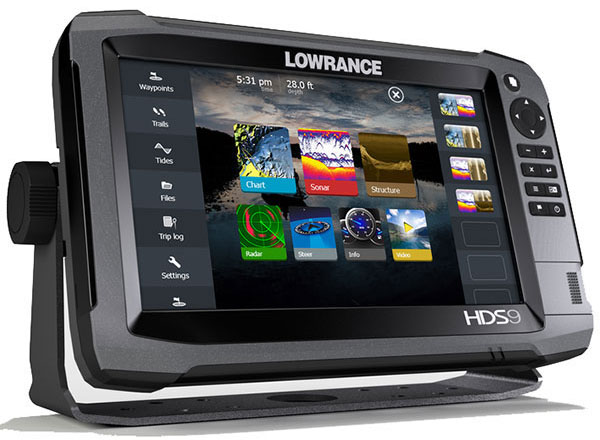 LOWRANCE
5:31 pm
time
28.0 ft
depth
Waypoints
Trails
Tides
Files
Trip log
Settings
Chart
Sonar
Structure
Radar
Steer
Info
Video
HDS9